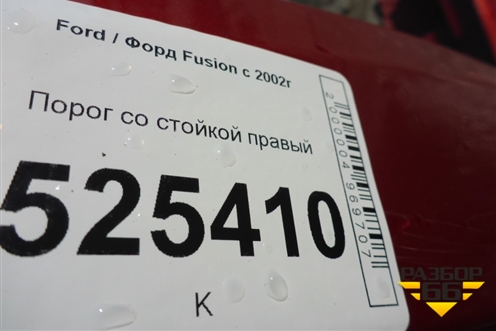 Ford / Форд Fusion с 2002г
Порог со стойкой правый
525410
К
2000004969707
РАЗБОР
66